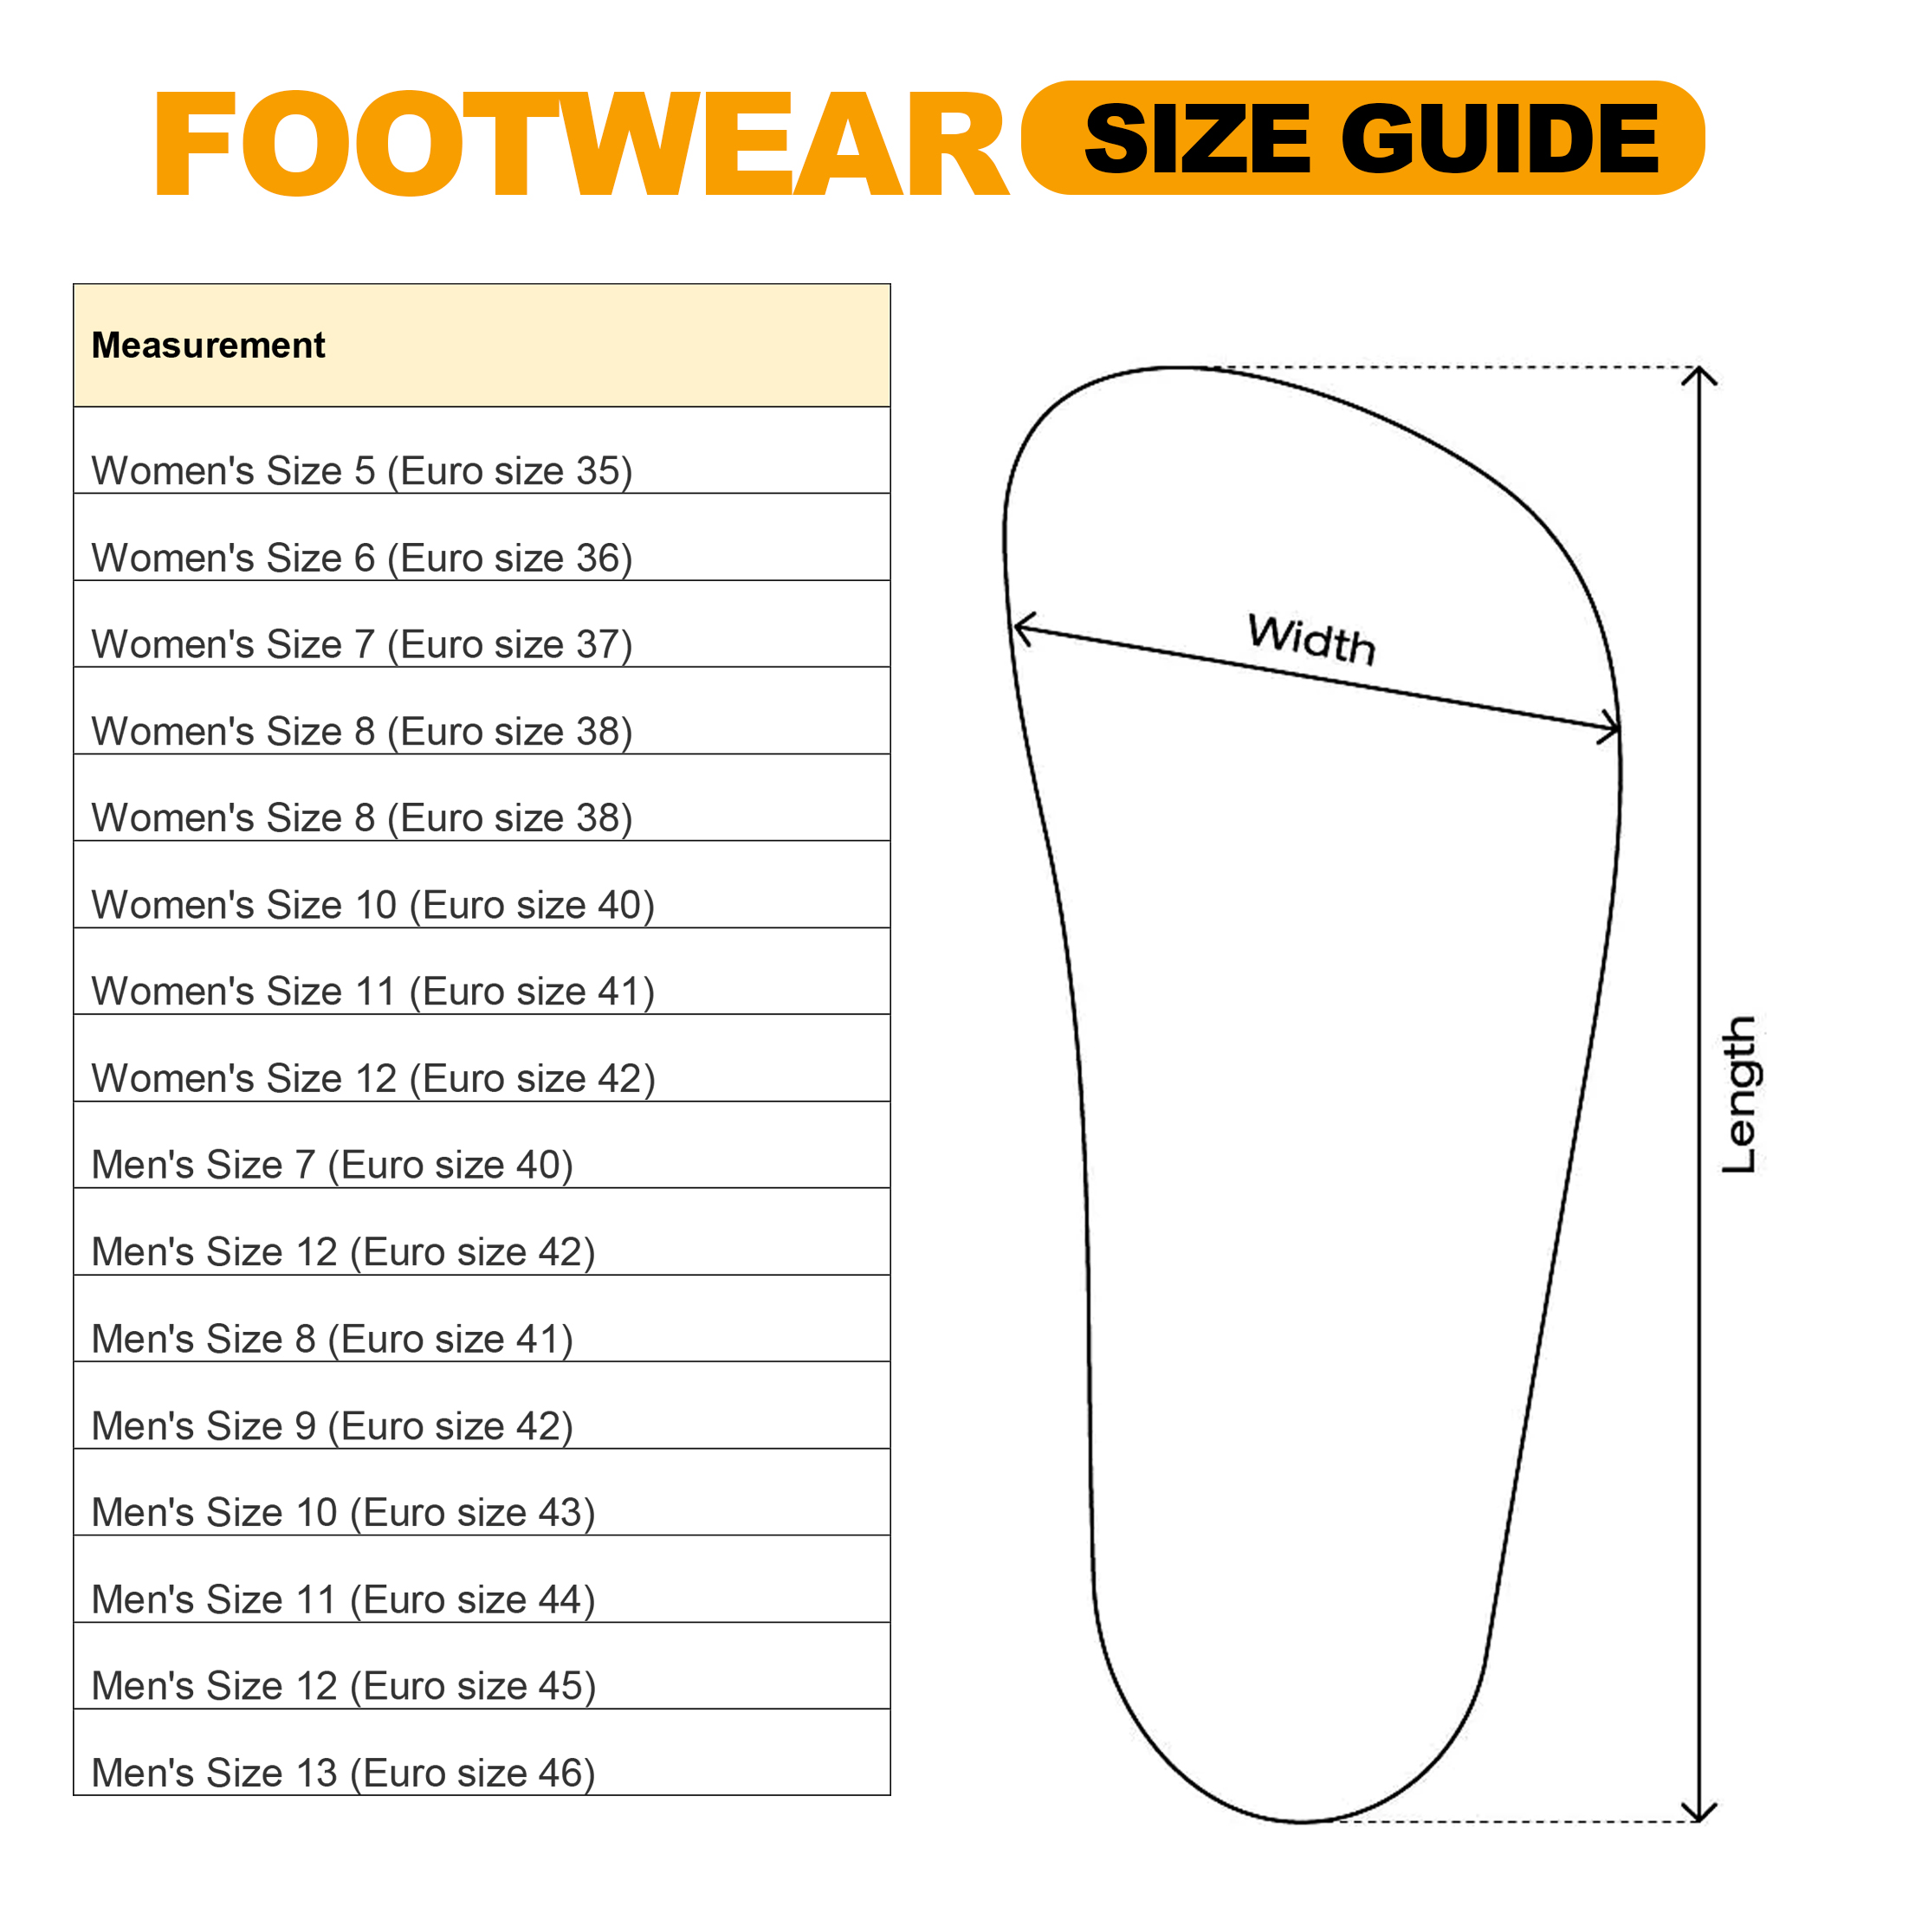 FOOTWEAR SIZE GUIDE
Measurement
Women's Size 5 (Euro size 35)
Women's Size 6 (Euro size 36)
Women's Size 7 (Euro size 37)
Women's Size 8 (Euro size 38)
Women's Size 8 (Euro size 38)
Women's Size 10 (Euro size 40)
Women's Size 11 (Euro size 41)
Women's Size 12 (Euro size 42)
Men's Size 7 (Euro size 40)
Men's Size 12 (Euro size 42)
Men's Size 8 (Euro size 41)
Men's Size 9 (Euro size 42)
Men's Size 10 (Euro size 43)
Men's Size 11 (Euro size 44)
Men's Size 12 (Euro size 45)
Men's Size 13 (Euro size 46)
Width
Length